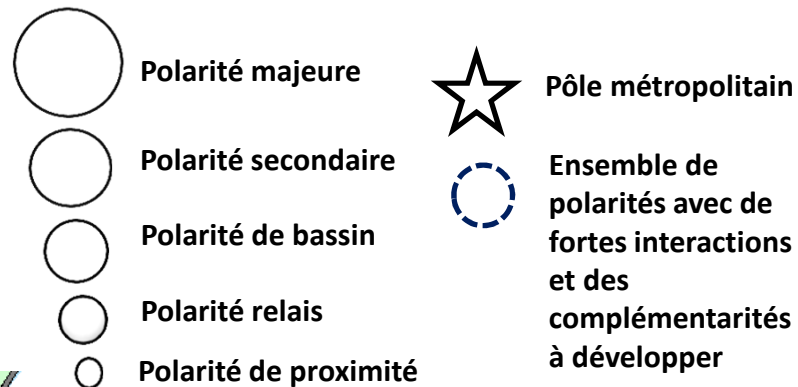 Polarité majeure
Polarité secondaire
Polarité de bassin
Polarité relais
Polarité de proximité
Pôle métropolitain
Ensemble de
polarités avec de
fortes interactions
et des
complémentarités
à développer